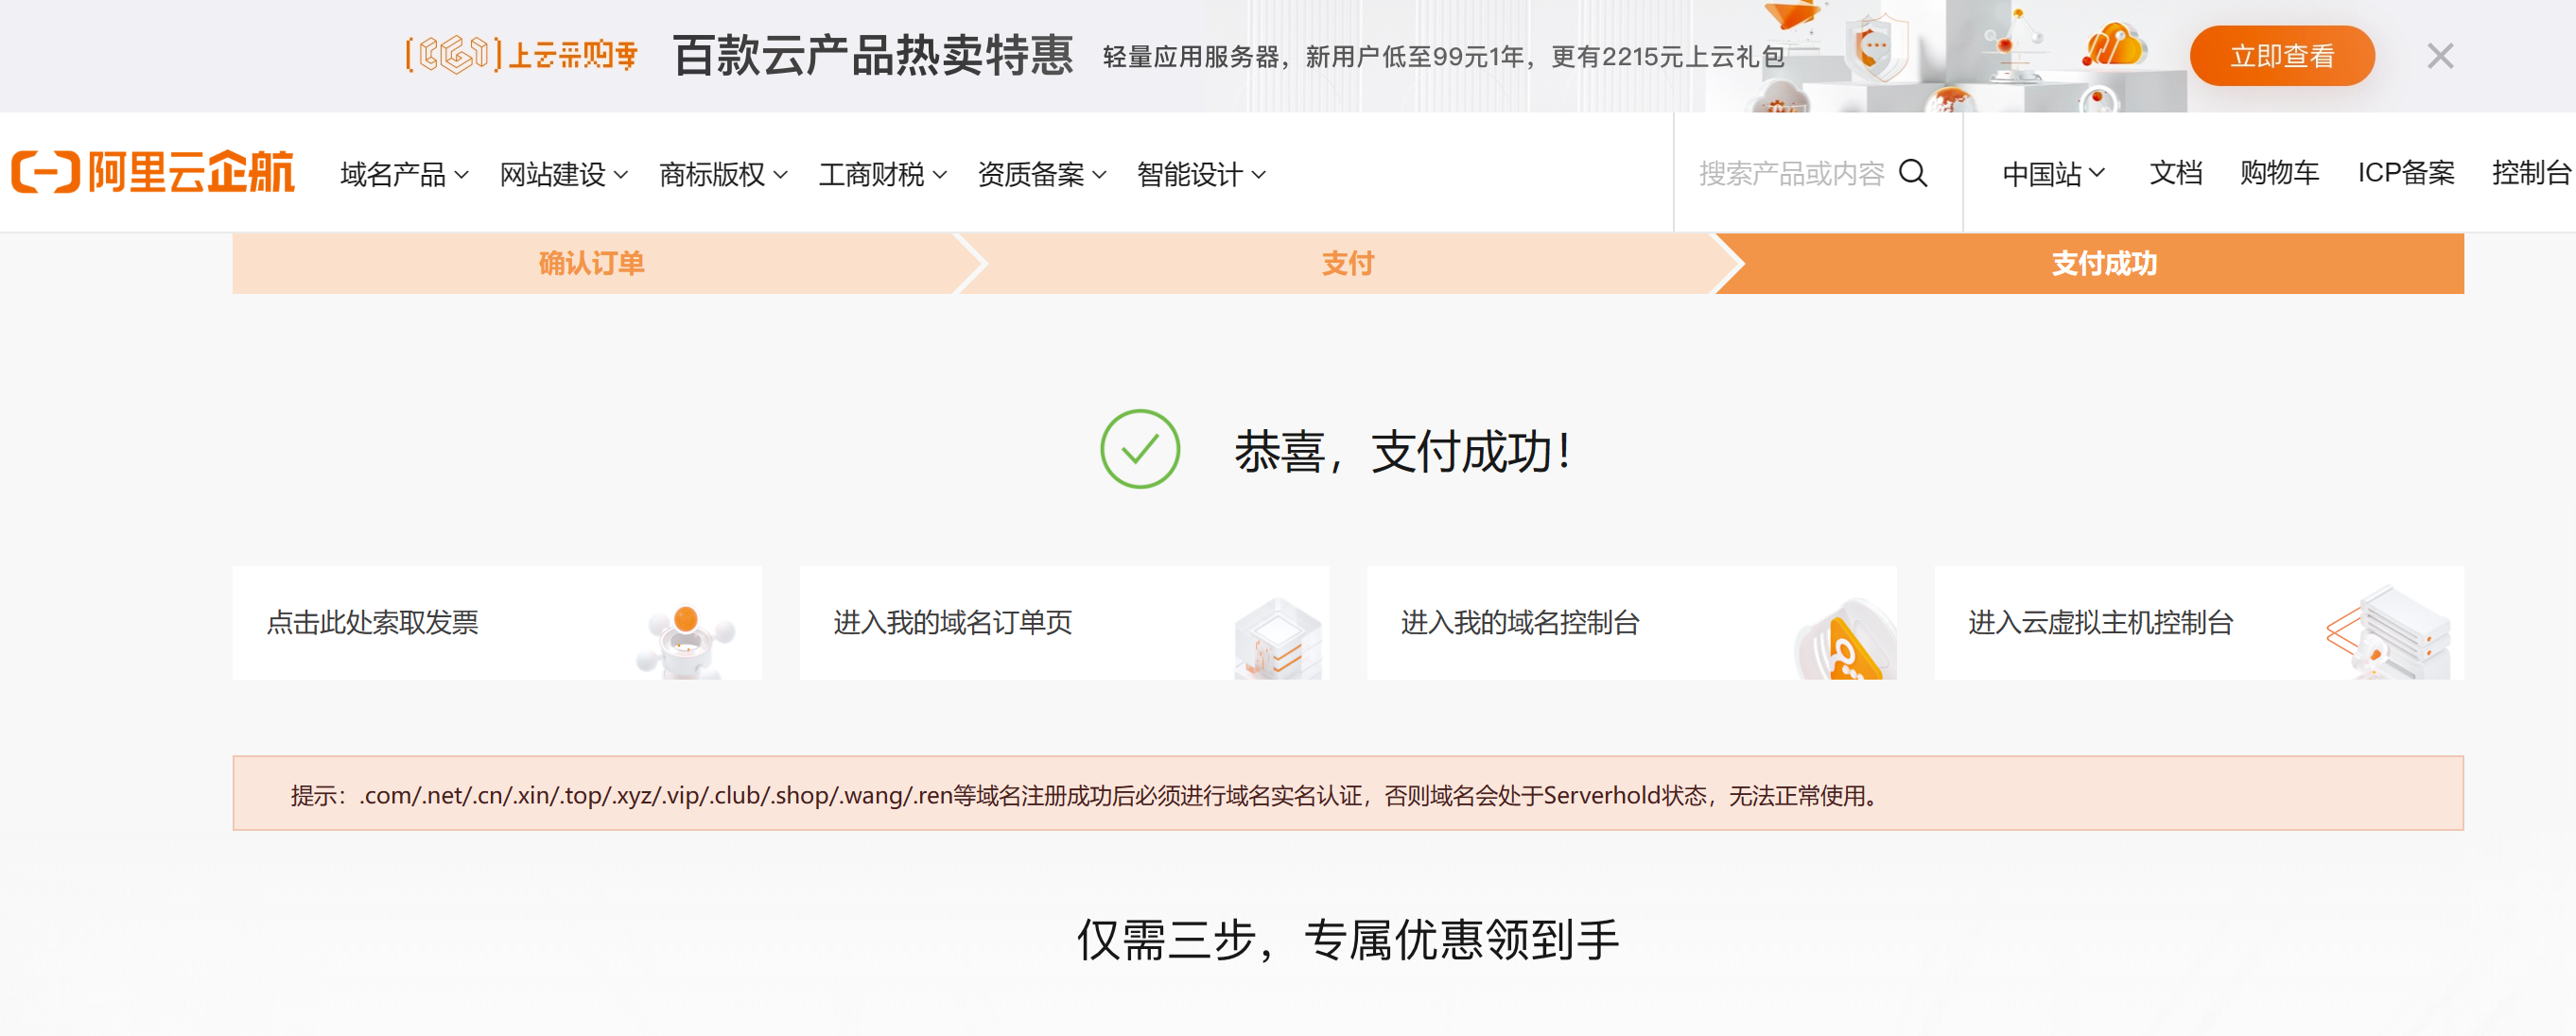 上云采购季 百款云产品热卖特惠 轻量应用服务器，新用户低至99元1年，更有2215元上云礼包 立即查看
阿里云企航 域名产品 网站建设 商标版权 工商财税 资质备案 智能设计 搜索产品或内容 中国站 文档 购物车 ICP备案 控制台
确认订单 支付 支付成功
恭喜，支付成功！
点击此处索取发票 进入我的域名订单页 进入我的域名控制台 进入云虚拟主机控制台
提示：.com/.net/.cn/.xin/.top/.xyz/.vip/.club/.shop/.wang/.ren等域名注册成功后必须进行域名实名认证，否则域名会处于Serverhold状态，无法正常使用。
仅需三步，专属优惠领到手